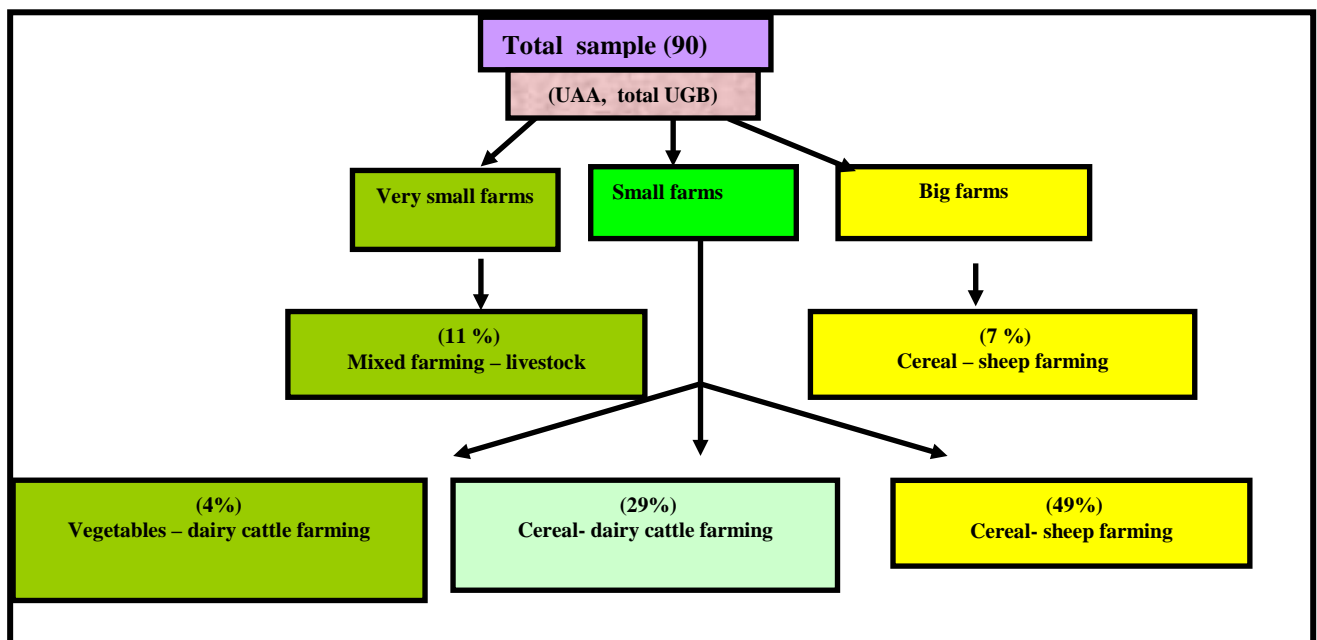 Total sample (90)
(UAA, total UGB)
Very small farms
Small farms
Big farms
(11 %)
Mixed farming – livestock
(7 %)
Cereal – sheep farming
(4%)
Vegetables – dairy cattle farming
(29%)
Cereal- dairy cattle farming
(49%)
Cereal- sheep farming